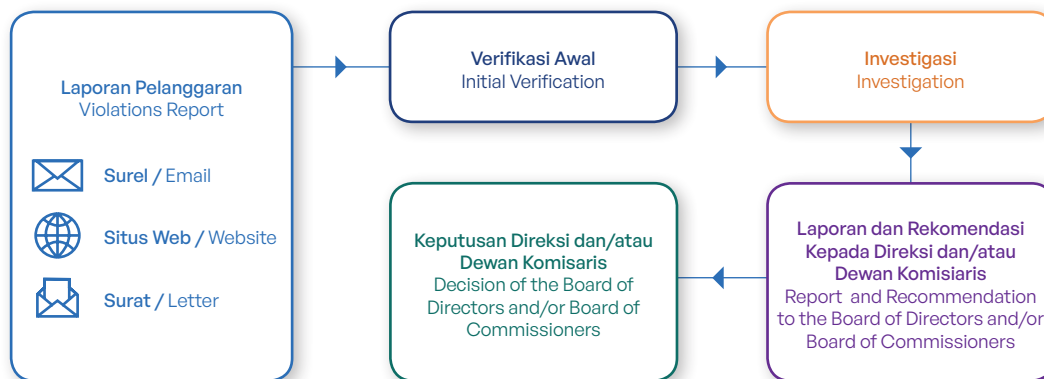 Laporan Pelanggaran
Violations Report
Surel / Email
Situs Web / Website
Surat / Letter
Verifikasi Awal
Initial Verification
Investigasi
Investigation
Laporan dan Rekomendasi
Kepada Direksi dan/atau
Dewan Komisiaris
Report and Recommendation
to the Board of Directors and/or
Board of Commissioners
Keputusan Direksi dan/atau
Dewan Komisaris
Decision of the Board of
Directors and/or Board of
Commissioners